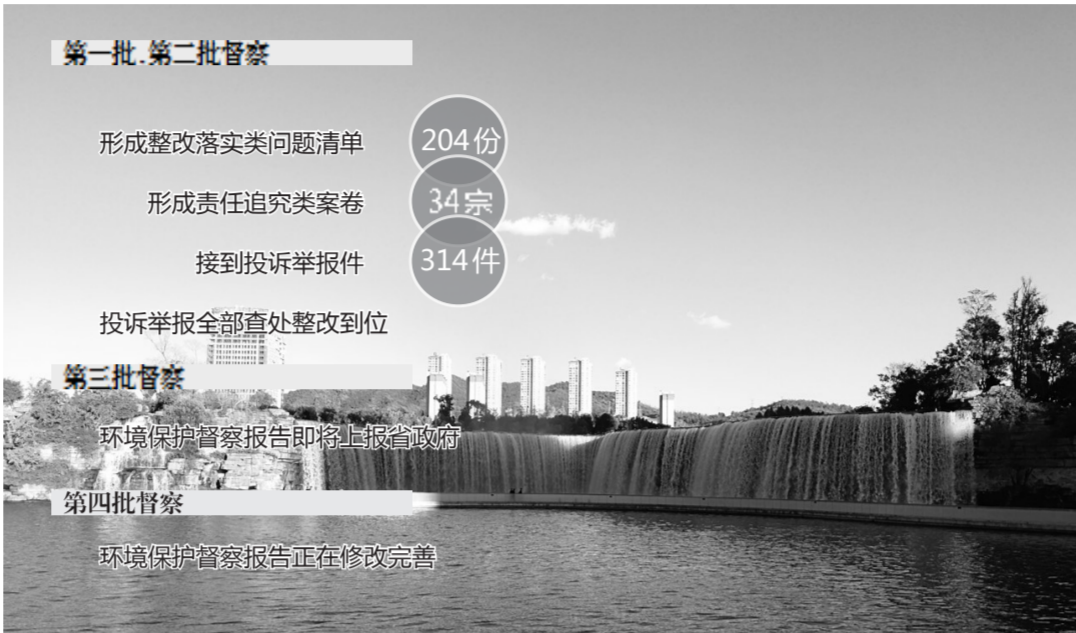 第一批、第二批督察
形成整改落实类问题清单 204份
形成责任追究类案卷 34宗
接到投诉举报件 314件
投诉举报全部查处整改到位
第三批督察
环境保护督察报告即将上报省政府
第四批督察
环境保护督察报告正在修改完善